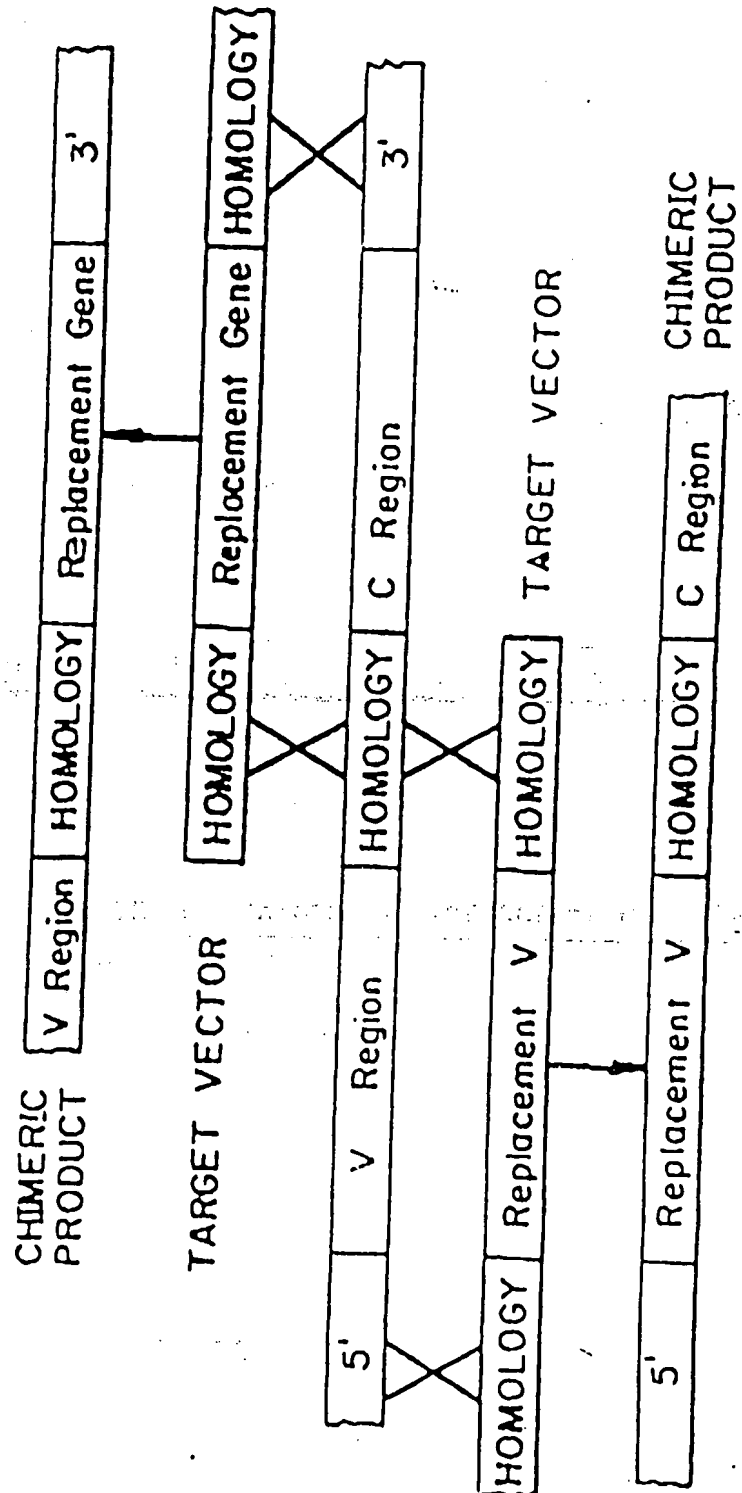 CHIMERIC
PRODUCT
V Region HOMOLOGY Replacement Gene 3'
TARGET VECTOR
HOMOLOGY Replacement Gene HOMOLOGY
5' V Region HOMOLOGY C Region 3'
HOMOLOGY Replacement V HOMOLOGY
TARGET VECTOR
5' Replacement V HOMOLOGY C Region
CHIMERIC
PRODUCT